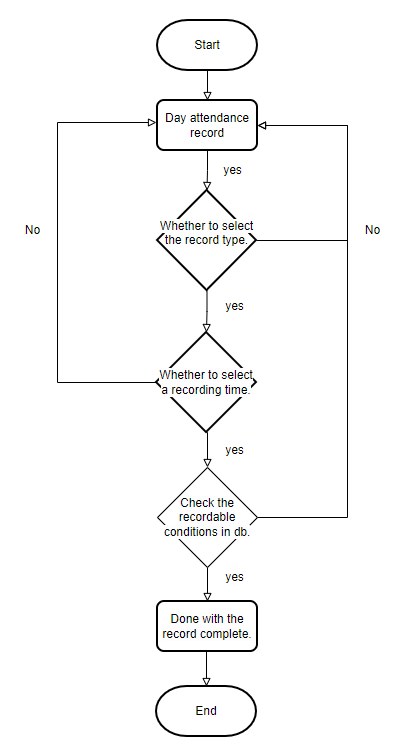 Start
Day attendance
record
yes
Whether to select
the record type.
No
No
yes
Whether to select
a recording time.
yes
Check the
recordable
conditions in db.
yes
Done with the
record complete.
End